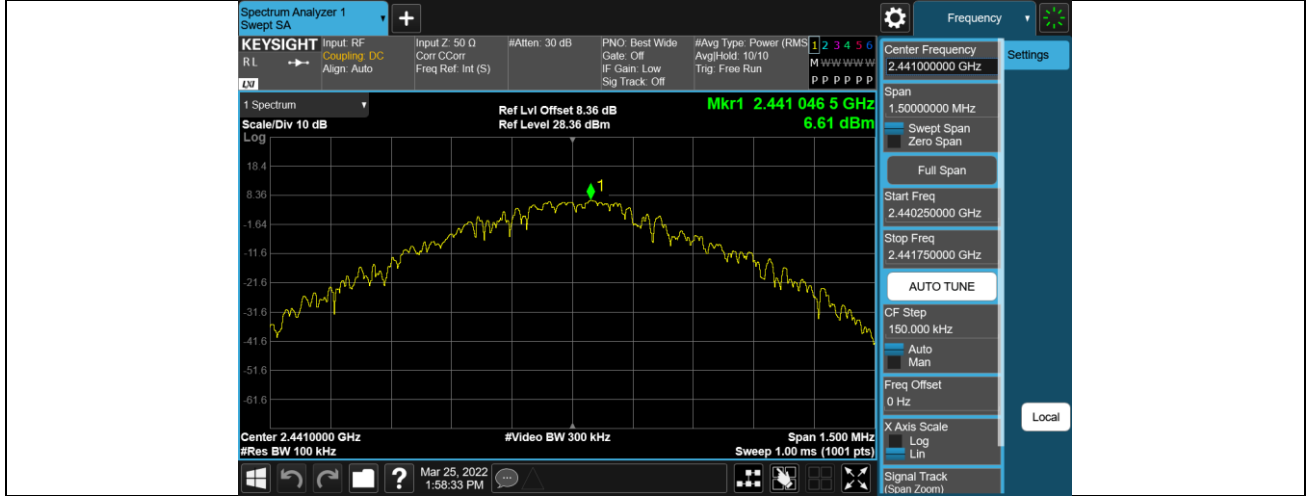 Spectrum Analyzer 1
Swept SA
+
Frequency
KEYSIGHT
RL
LXI
Input: RF
Coupling: DC
Align: Auto
Input Z: 50 Ω
Corr CCorr
Freq Ref: Int (S)
#Atten: 30 dB
PNO: Best Wide
Gate: Off
IF Gain: Low
Sig Track: Off
#Avg Type: Power (RMS
Avg|Hold: 10/10
Trig: Free Run
1 2 3 4 5 6
M W W W W W
P P P P P P
1 Spectrum
Scale/Div 10 dB
Log
Ref Lvl Offset 8.36 dB
Ref Level 28.36 dBm
Mkr1 2.441 046 5 GHz
6.61 dBm
1
18.4
8.36
-1.64
-11.6
-21.6
-31.6
-41.6
-51.6
-61.6
Center 2.4410000 GHz
#Res BW 100 kHz
#Video BW 300 kHz
Span 1.500 MHz
Sweep 1.00 ms (1001 pts)
?
Mar 25, 2022
1:58:33 PM
Center Frequency
2.441000000 GHz
Span
1.50000000 MHz
Swept Span
Zero Span
Full Span
Start Freq
2.440250000 GHz
Stop Freq
2.441750000 GHz
AUTO TUNE
CF Step
150.000 kHz
Auto
Man
Freq Offset
0 Hz
X Axis Scale
Log
Lin
Signal Track
(Span Zoom)
Settings
Local